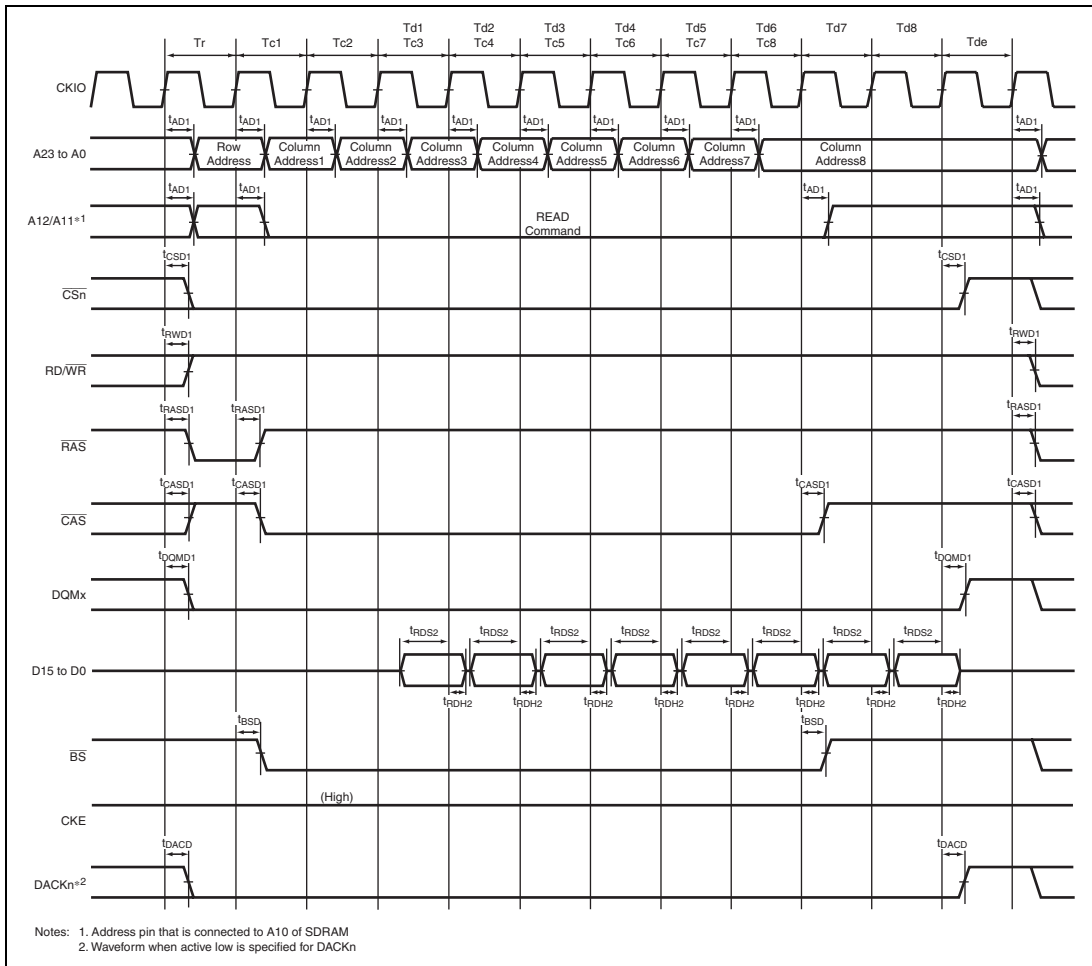 Td1 Td2 Td3 Td4 Td5 Td6 Td7 Td8
Tr Tc1 Tc2 Tc3 Tc4 Tc5 Tc6 Tc7 Tc8 Tde
CKIO
tAD1 tAD1 tAD1 tAD1 tAD1 tAD1 tAD1 tAD1 tAD1 tAD1
A23 to A0
Row Address
Column Address1
Column Address2
Column Address3
Column Address4
Column Address5
Column Address6
Column Address7
Column Address8
tAD1 tAD1 tAD1 tAD1
A12/A11*1
READ
Command
tCSD1 tCSD1
CSn
tRWD1 tRWD1
RD/WR
tRASD1 tRASD1 tRASD1
RAS
tCASD1 tCASD1 tCASD1 tCASD1
CAS
tDQMD1 tDQMD1
DQMx
tRDS2 tRDS2 tRDS2 tRDS2 tRDS2 tRDS2 tRDS2 tRDS2
D15 to D0
tRDH2 tRDH2 tRDH2 tRDH2 tRDH2 tRDH2 tRDH2 tRDH2
tBSD tBSD
BS
(High)
CKE
tDACD tDACD
DACKn*2
Notes: 1. Address pin that is connected to A10 of SDRAM
2. Waveform when active low is specified for DACKn